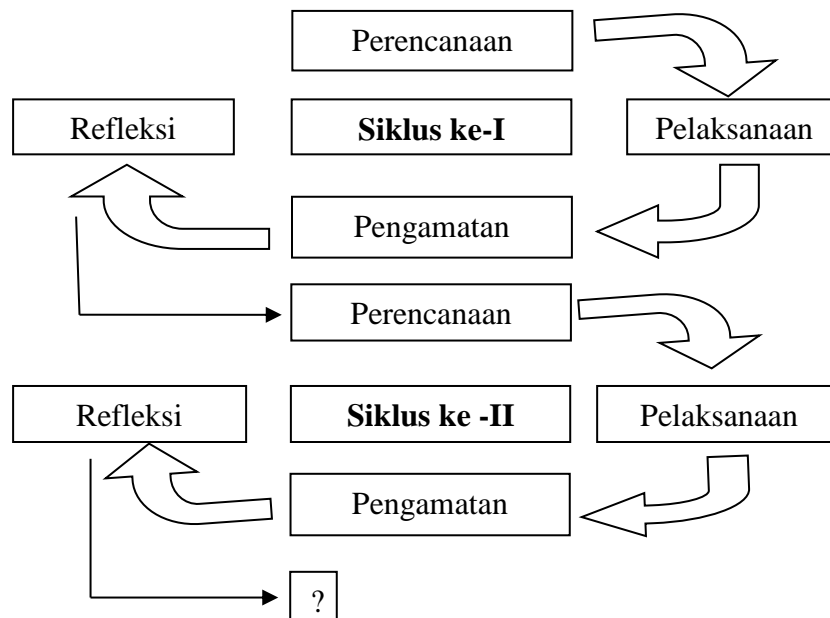 Perencanaan
Refleksi
Siklus ke-I
Pelaksanaan
Pengamatan
Perencanaan
Refleksi
Siklus ke -II
Pelaksanaan
Pengamatan
?